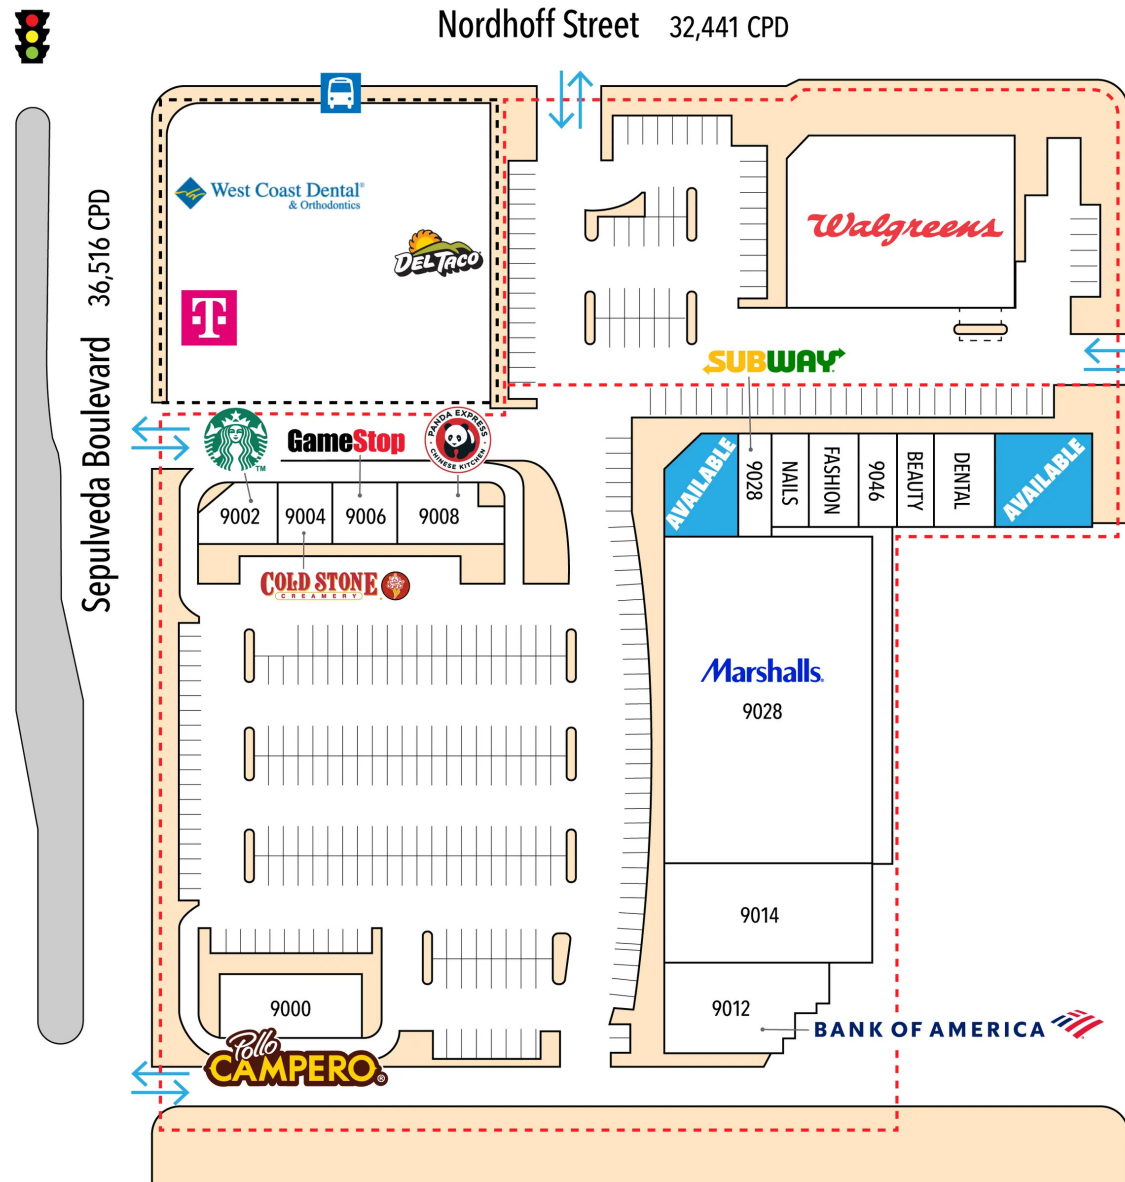 Nordhoff Street 32,441 CPD
Sepulveda Boulevard 36,516 CPD
West Coast Dental®
& Orthodontics
DEL TACO
T
Walgreens
SUBWAY
GameStop
PANDA EXPRESS
CHINESE KITCHEN
TM
9002
9004
9006
9008
COLD STONE
CREAMERY
AVAILABLE
9028
NAILS
FASHION
9046
BEAUTY
DENTAL
AVAILABLE
Marshalls.
9028
9014
9012
BANK OF AMERICA
9000
Pollo
CAMPERO®